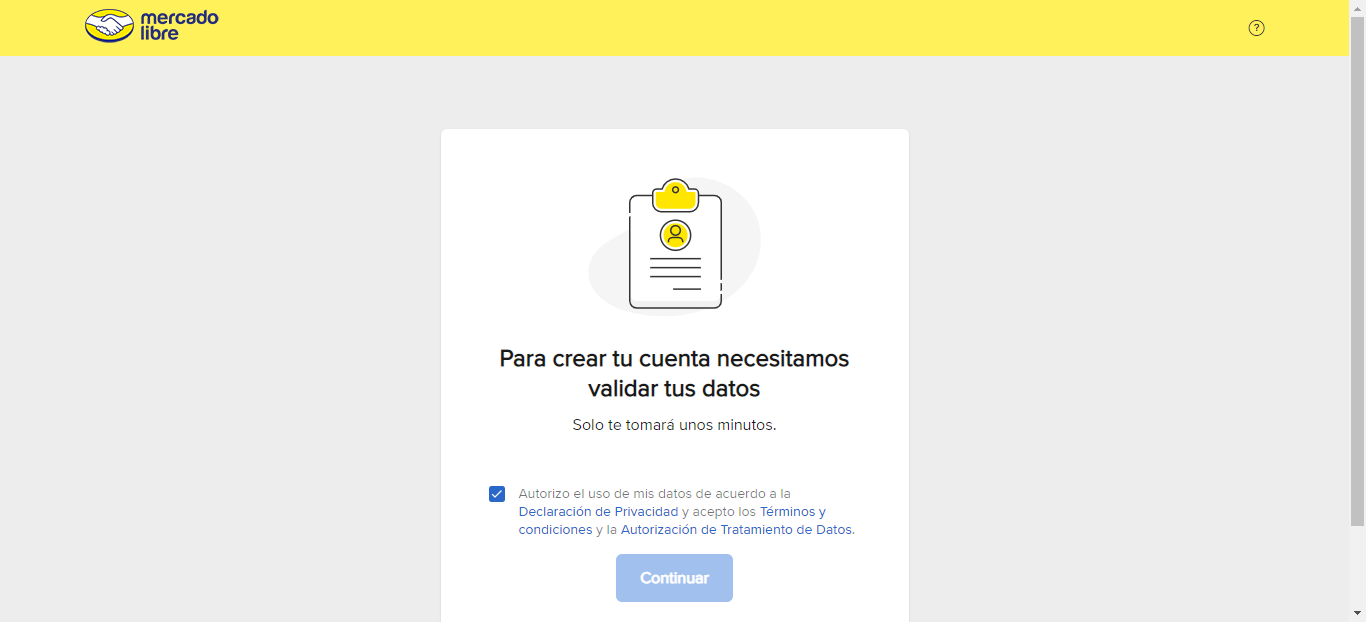 mercado
libre
?
Para crear tu cuenta necesitamos
validar tus datos
Solo te tomará unos minutos.
Autorizo el uso de mis datos de acuerdo a la
Declaración de Privacidad y acepto los Términos y
condiciones y la Autorización de Tratamiento de Datos.
Continuar